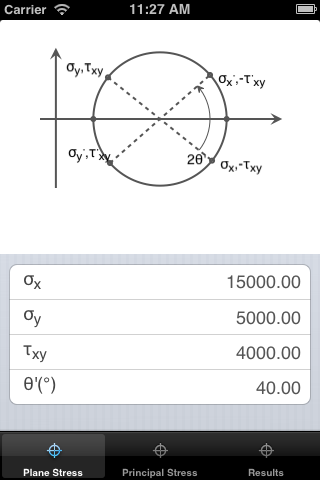 Carrier 11:27 AM
σy,τxy
σx',-τ'xy
σy',τ'xy
2θ'
σx,-τxy
σx 15000.00
σy 5000.00
τxy 4000.00
θ'(°) 40.00
Plane Stress Principal Stress Results